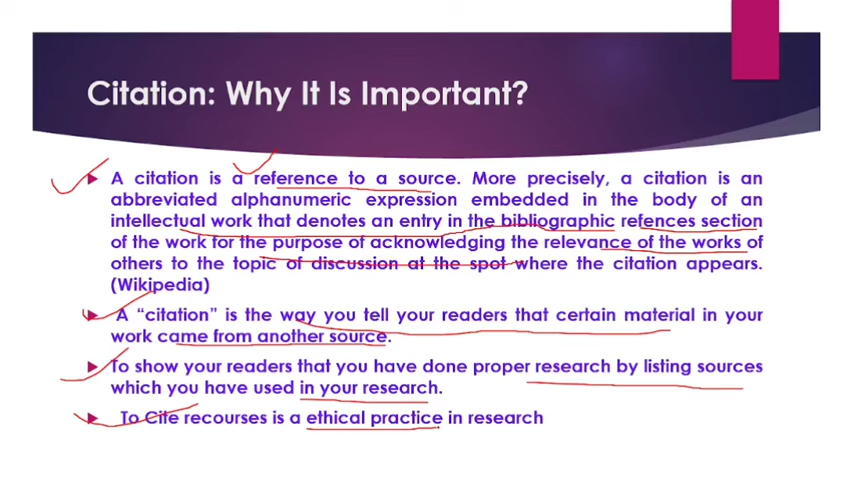 Citation: Why It Is Important?
A citation is a reference to a source. More precisely, a citation is an
abbreviated alphanumeric expression embedded in the body of an
intellectual work that denotes an entry in the bibliographic refences section
of the work for the purpose of acknowledging the relevance of the works of
others to the topic of discussion at the spot where the citation appears.
(Wikipedia)
A “citation” is the way you tell your readers that certain material in your
work came from another source.
To show your readers that you have done proper research by listing sources
which you have used in your research.
To Cite recourses is a ethical practice in research